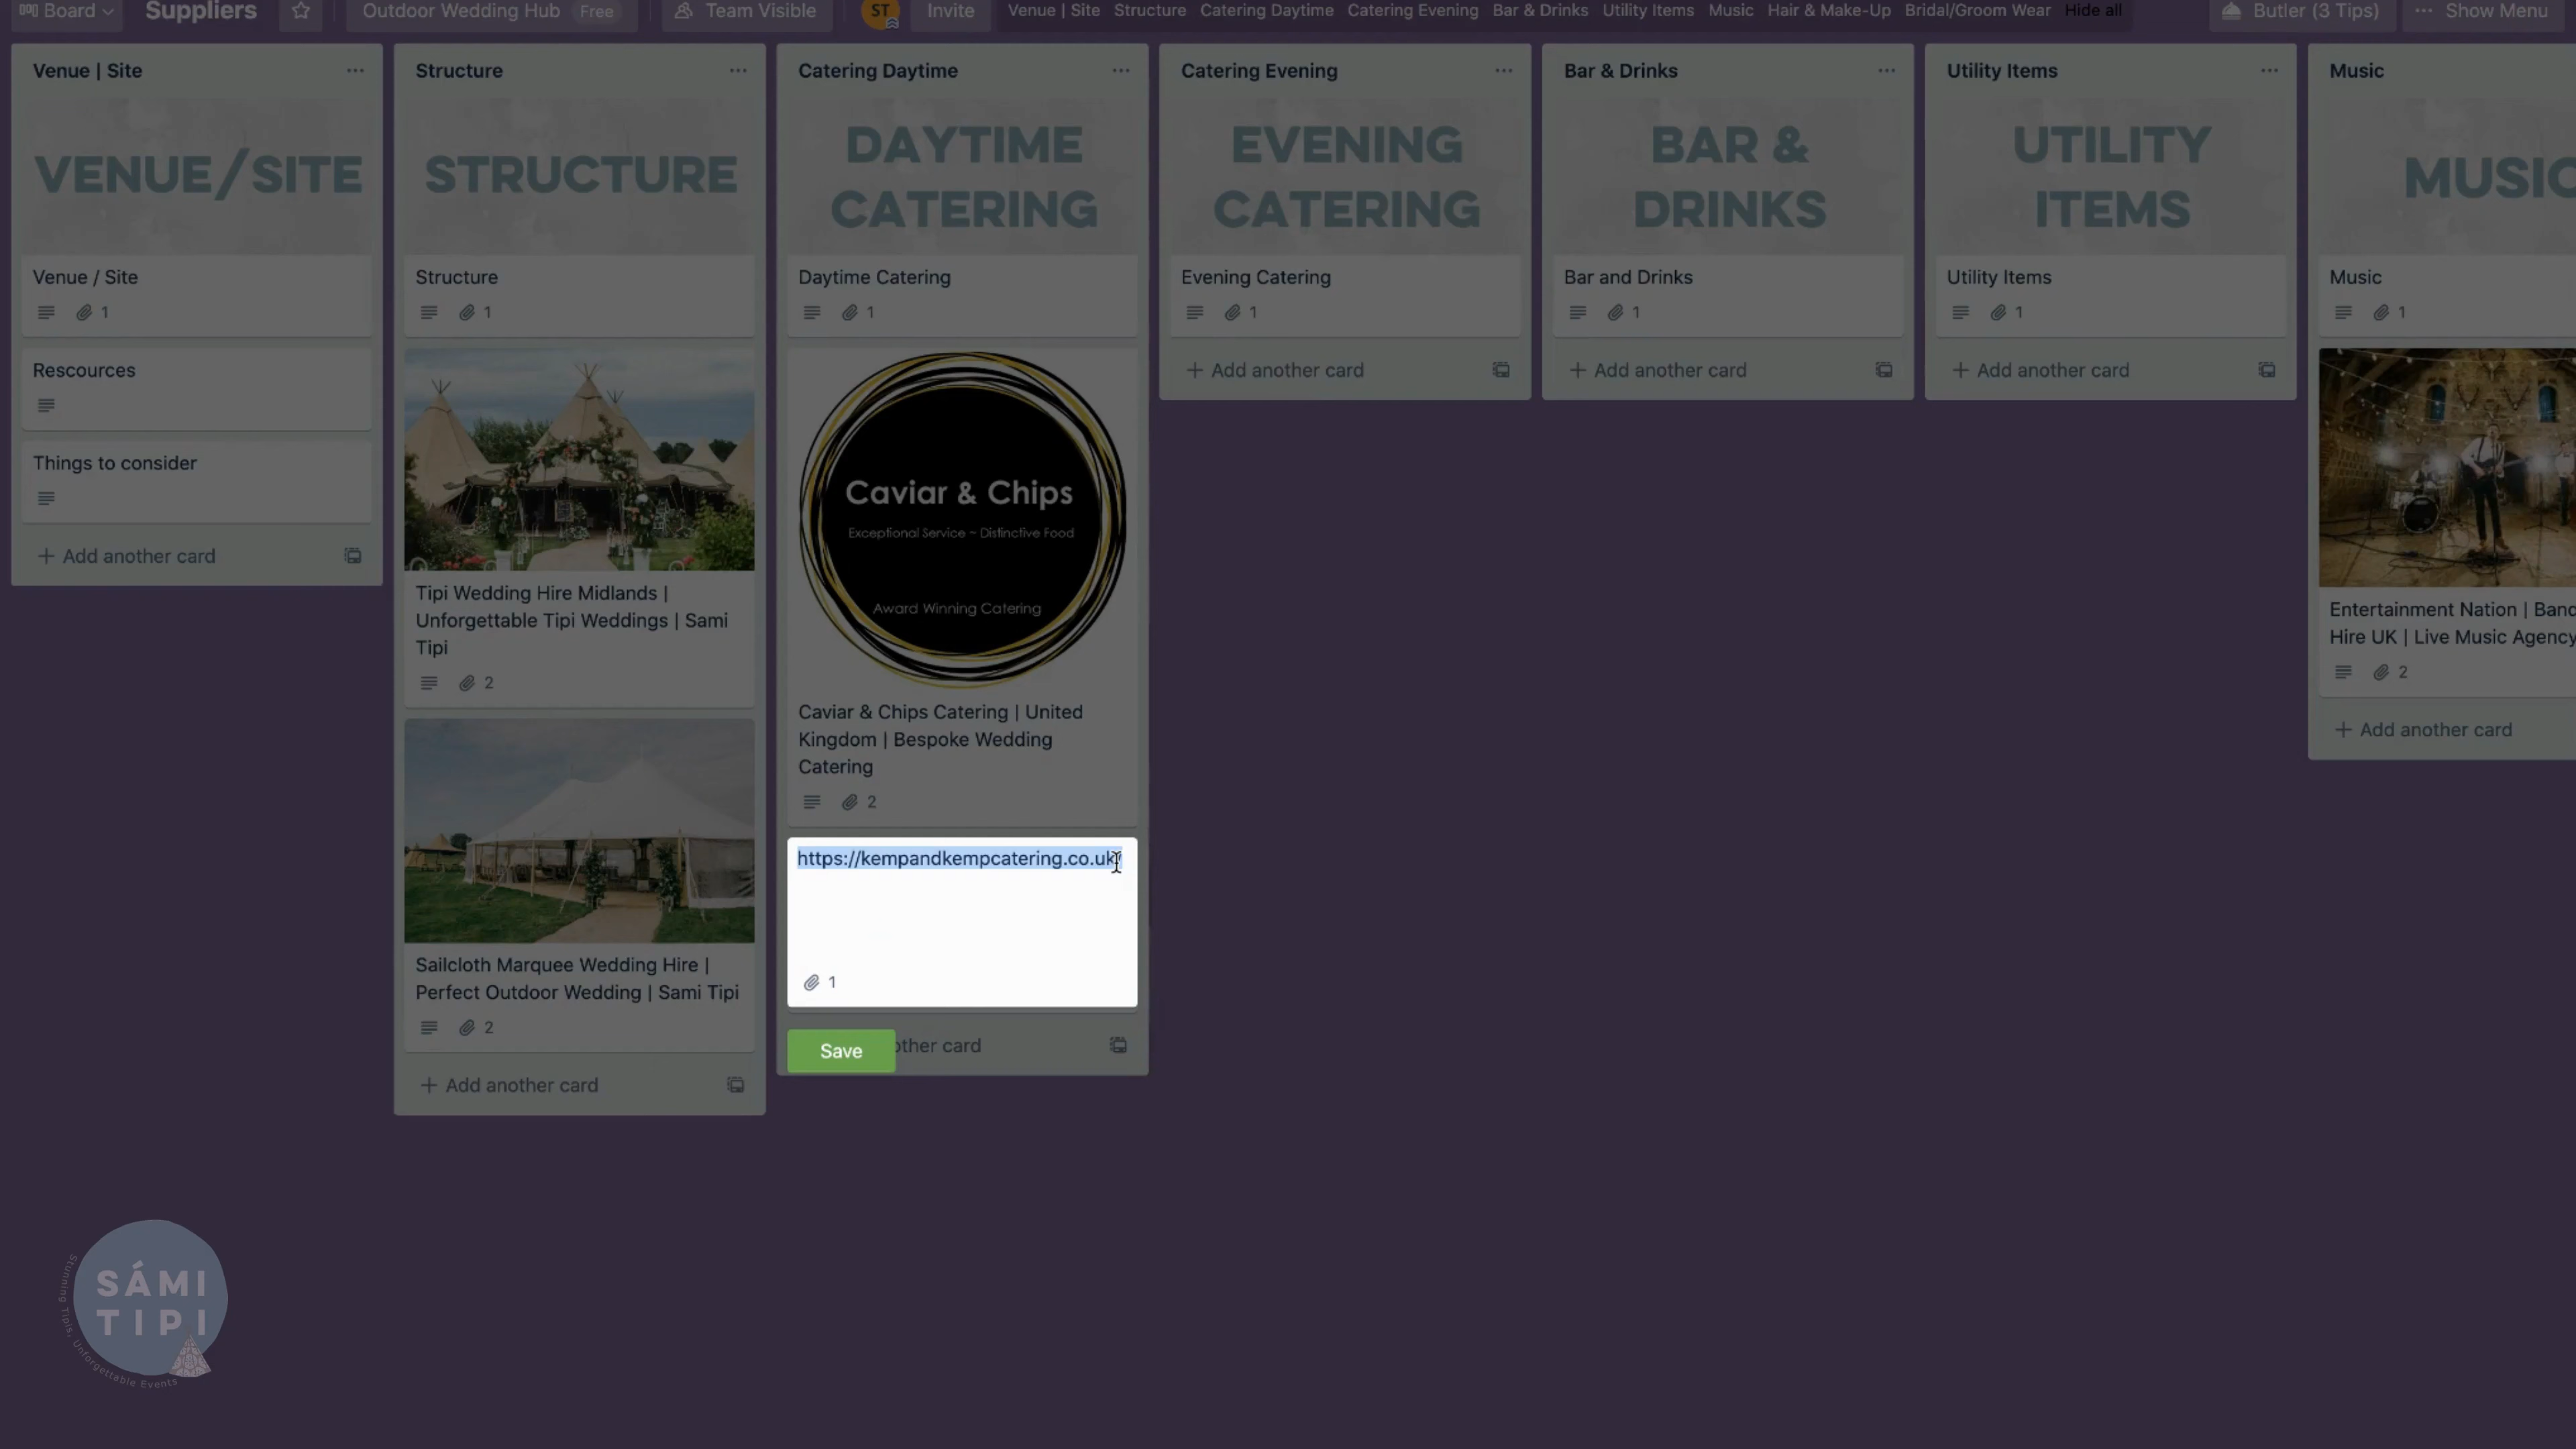 Board
Suppliers
Outdoor Wedding Hub Free
Team Visible
ST
Invite
Venue | Site Structure Catering Daytime Catering Evening Bar & Drinks Utility Items Music Hair & Make-Up Bridal/Groom Wear Hide all
Butler (3 Tips)
Show Menu
Venue | Site
VENUE/SITE
Venue / Site
1
Rescources
Things to consider
+ Add another card
Structure
STRUCTURE
Structure
1
Tipi Wedding Hire Midlands |
Unforgettable Tipi Weddings | Sami
Tipi
2
Sailcloth Marquee Wedding Hire |
Perfect Outdoor Wedding | Sami Tipi
2
+ Add another card
Catering Daytime
DAYTIME
CATERING
Daytime Catering
1
Caviar & Chips
Exceptional Service ~ Distinctive Food
Award Winning Catering
Caviar & Chips Catering | United
Kingdom | Bespoke Wedding
Catering
2
https://kempandkempcatering.co.uk/
1
Save
other card
Catering Evening
EVENING
CATERING
Evening Catering
1
+ Add another card
Bar & Drinks
BAR &
DRINKS
Bar and Drinks
1
+ Add another card
Utility Items
UTILITY
ITEMS
Utility Items
1
+ Add another card
Music
MUSIC
Music
1
Entertainment Nation | Band
Hire UK | Live Music Agency
2
+ Add another card
SÁMI
TIPI
Stunning Tipis, Unforgettable Events